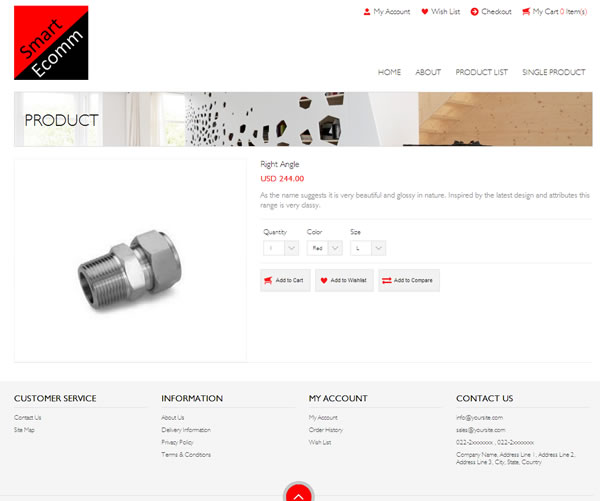 Smart
Ecomm
My Account Wish List Checkout My Cart 0 Item(s)
HOME ABOUT PRODUCT LIST SINGLE PRODUCT
PRODUCT
Right Angle
USD 244.00
As the name suggests it is very beautiful and glossy in nature. Inspired by the latest design and attributes this
range is very classy.
Quantity Color Size
1 Red L
Add to Cart Add to Wishlist Add to Compare
CUSTOMER SERVICE
Contact Us
Site Map
INFORMATION
About Us
Delivery Information
Privacy Policy
Terms & Conditions
MY ACCOUNT
My Account
Order History
Wish List
CONTACT US
info@yoursite.com
sales@yoursite.com
022-2xxxxxxx , 022-2xxxxxxx
Company Name, Address Line 1, Address Line 2,
Address Line 3, City, State, Country